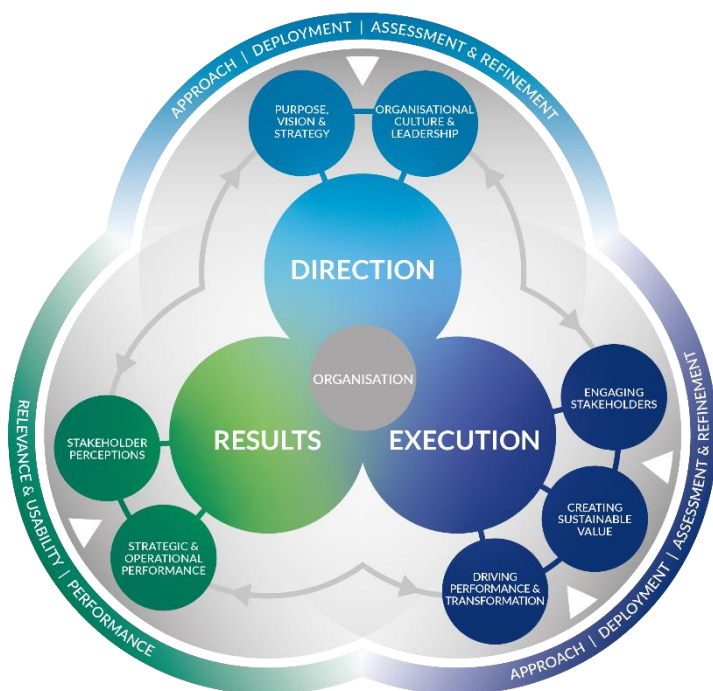 APPROACH | DEPLOYMENT | ASSESSMENT & REFINEMENT
PURPOSE,
VISION &
STRATEGY
ORGANISATIONAL
CULTURE &
LEADERSHIP
DIRECTION
ORGANISATION
RESULTS
EXECUTION
ENGAGING
STAKEHOLDERS
CREATING
SUSTAINABLE
VALUE
DRIVING
PERFORMANCE &
TRANSFORMATION
STAKEHOLDER
PERCEPTIONS
STRATEGIC &
OPERATIONAL
PERFORMANCE
RELEVANCE & USABILITY | PERFORMANCE
APPROACH | DEPLOYMENT | ASSESSMENT & REFINEMENT